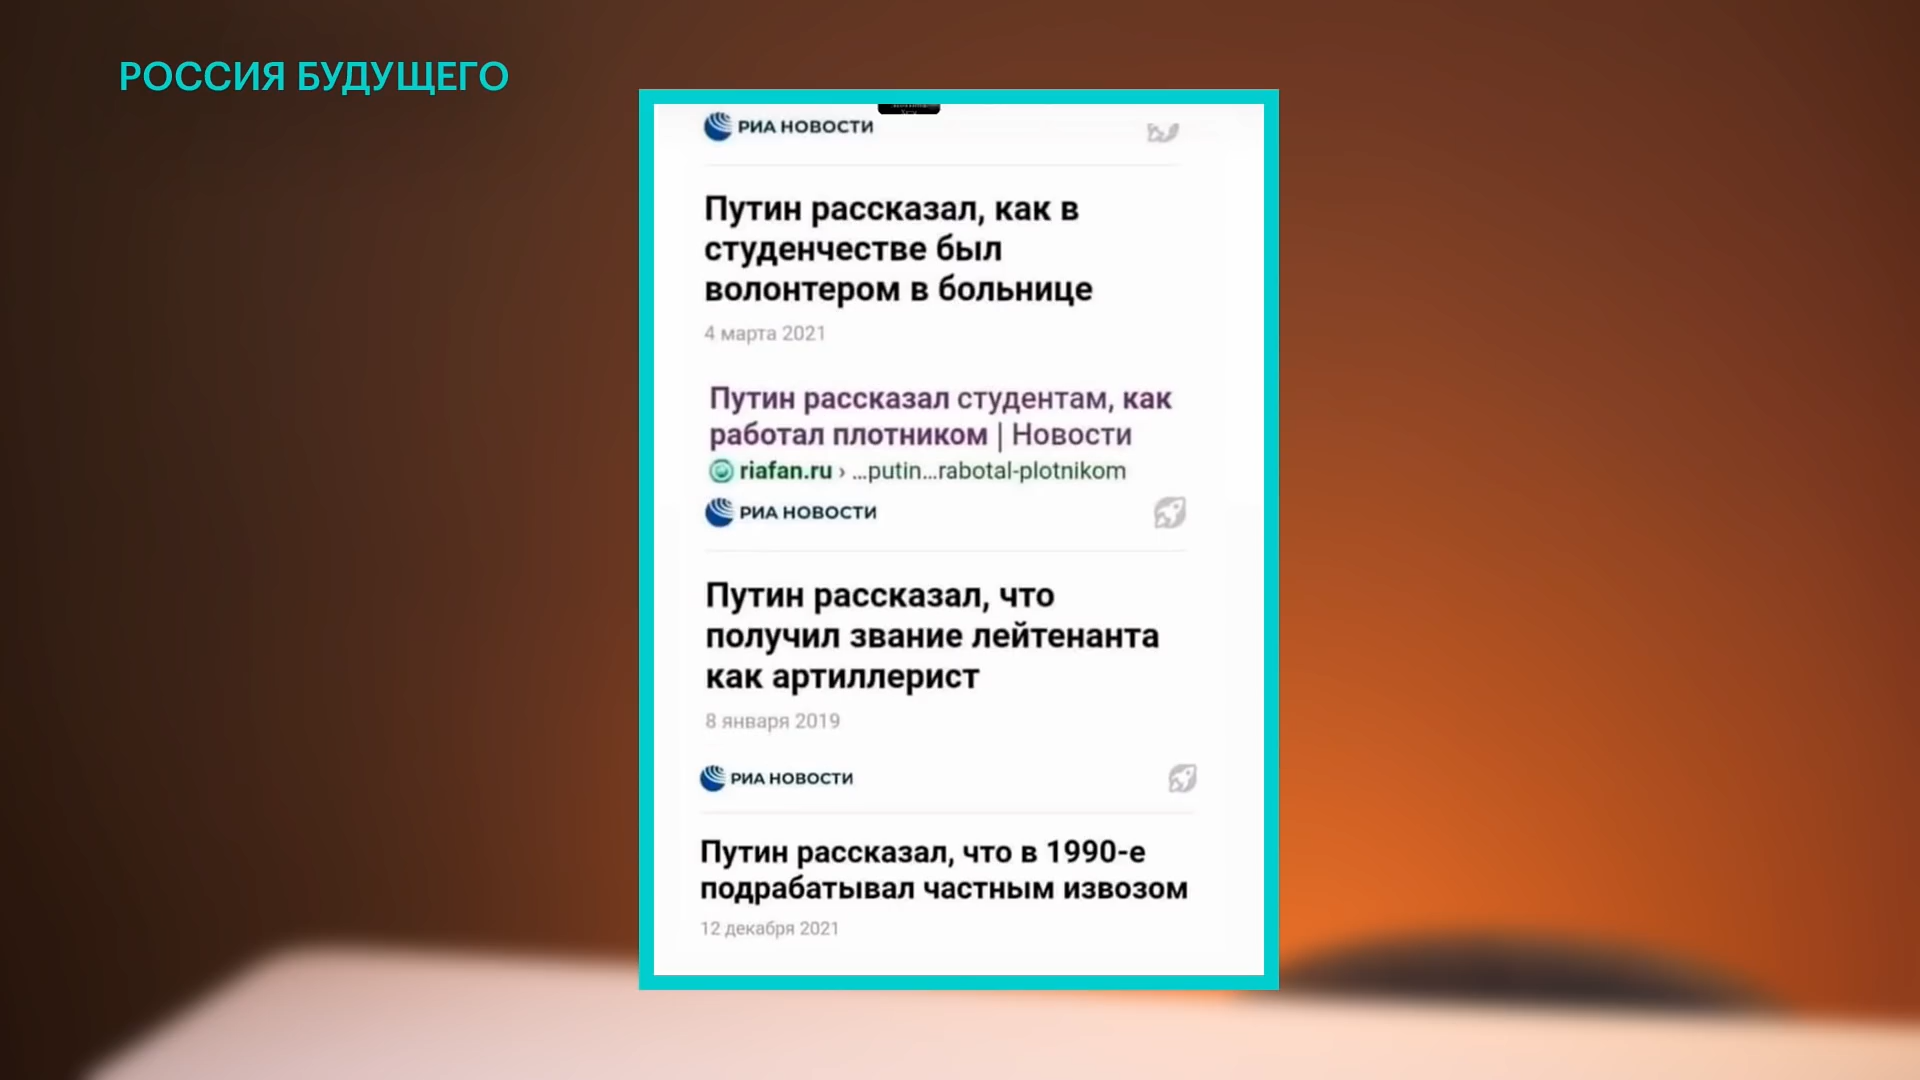 РОССИЯ БУДУЩЕГО
РИА НОВОСТИ
Путин рассказал, как в
студенчестве был
волонтером в больнице
4 марта 2021
Путин рассказал студентам, как
работал плотником | Новости
riafan.ru › ...putin...rabotal-plotnikom
РИА НОВОСТИ
Путин рассказал, что
получил звание лейтенанта
как артиллерист
8 января 2019
РИА НОВОСТИ
Путин рассказал, что в 1990-е
подрабатывал частным извозом
12 декабря 2021